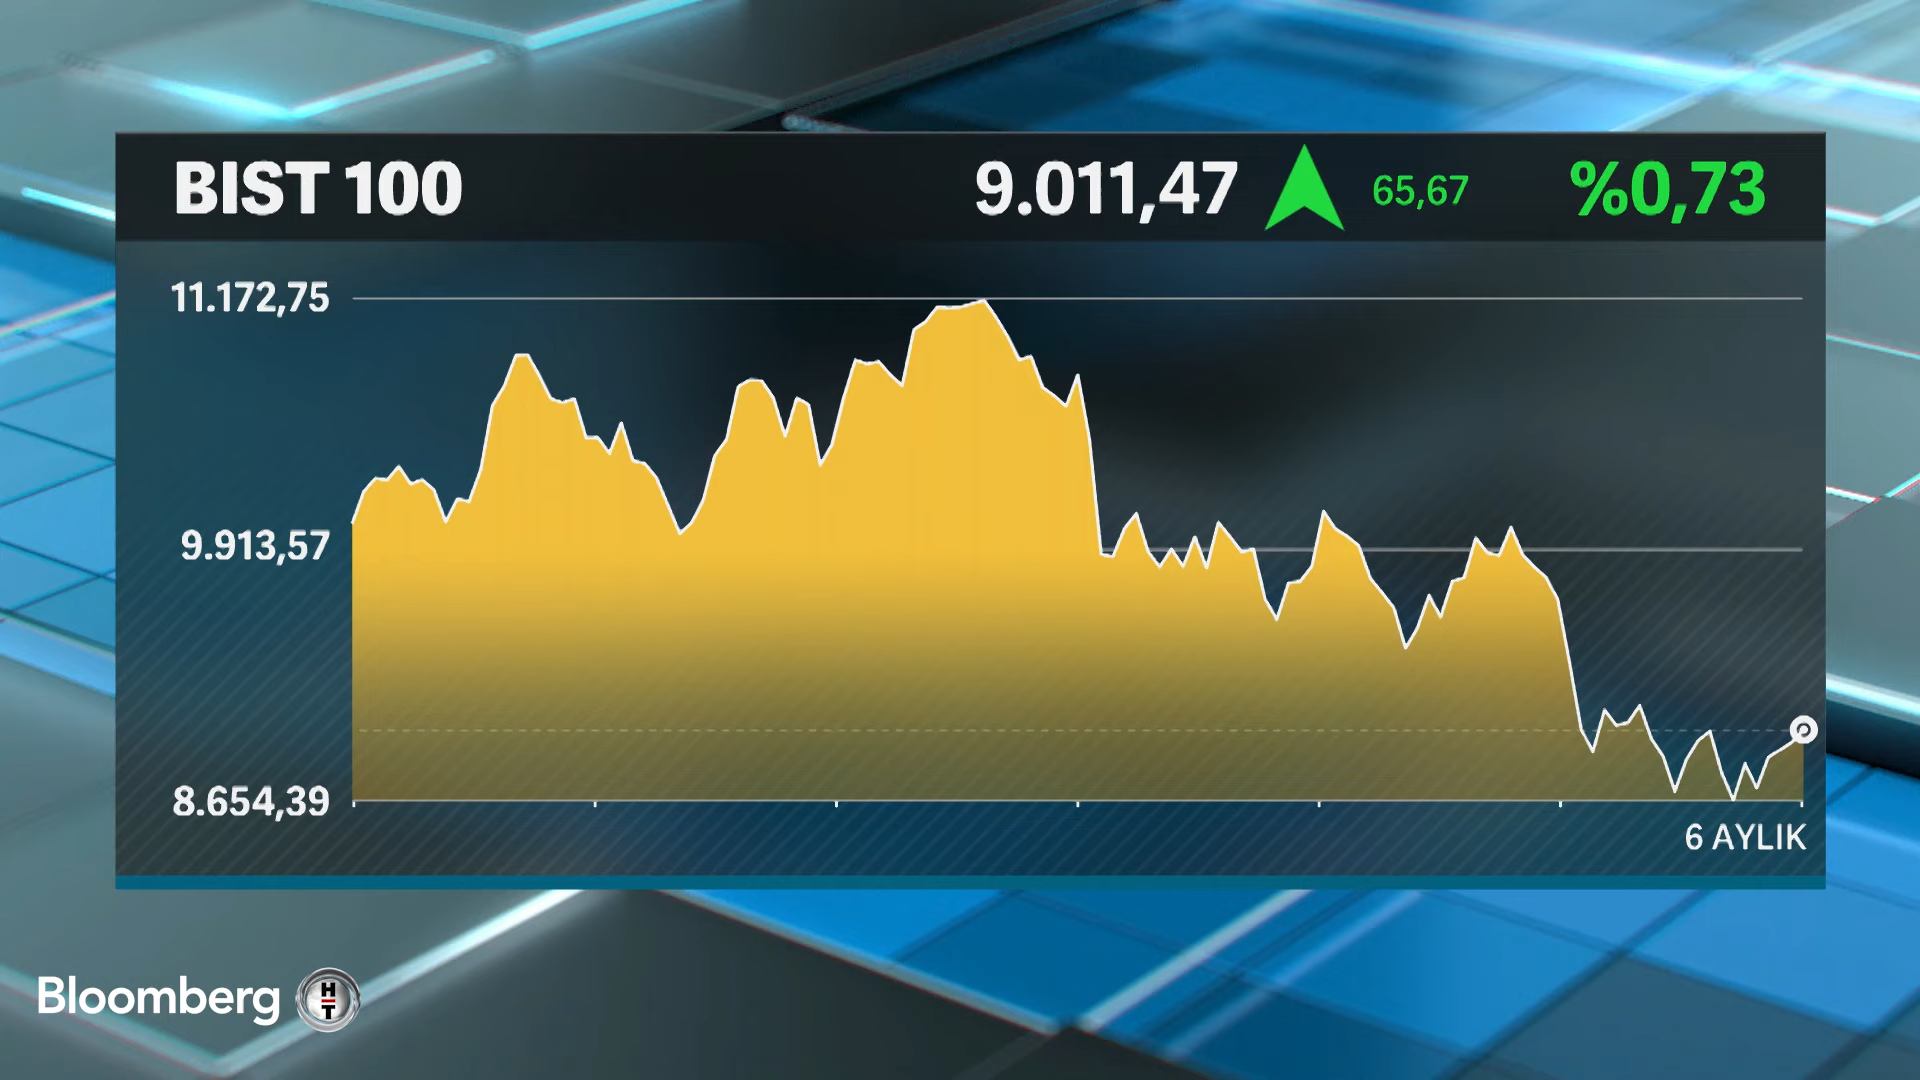 BIST 100 9.011,47 65,67 %0,73
11.172,75
9.913,57
8.654,39
6 AYLIK
Bloomberg HT